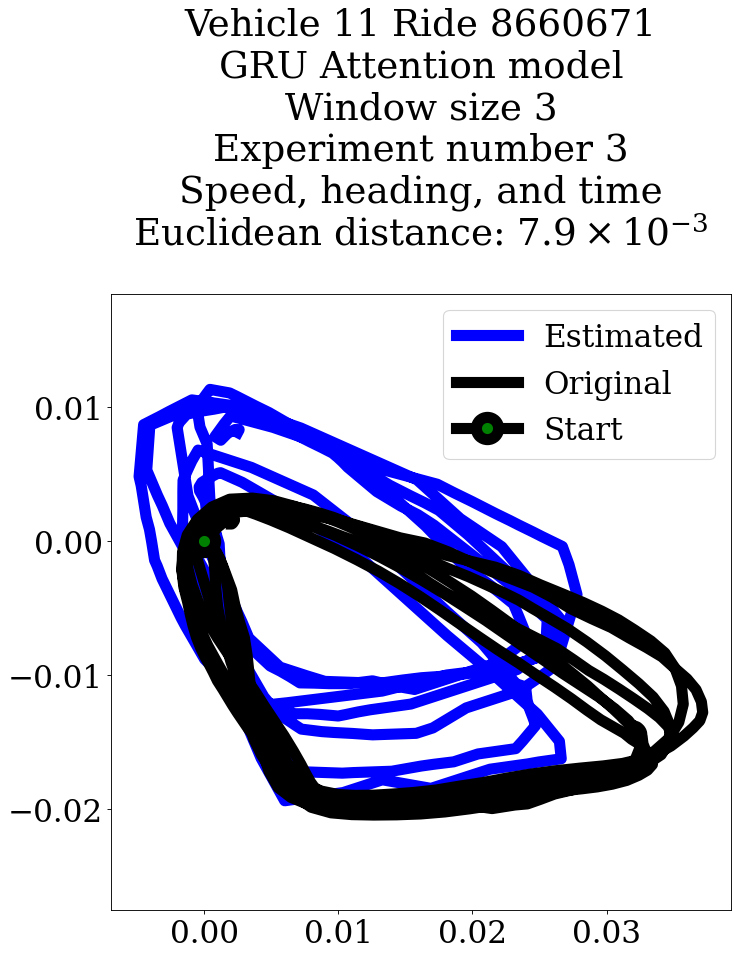 Vehicle 11 Ride 8660671
GRU Attention model
Window size 3
Experiment number 3
Speed, heading, and time
Euclidean distance: 7.9 × 10⁻³
Estimated
Original
Start
0.01
0.00
−0.01
−0.02
0.00 0.01 0.02 0.03